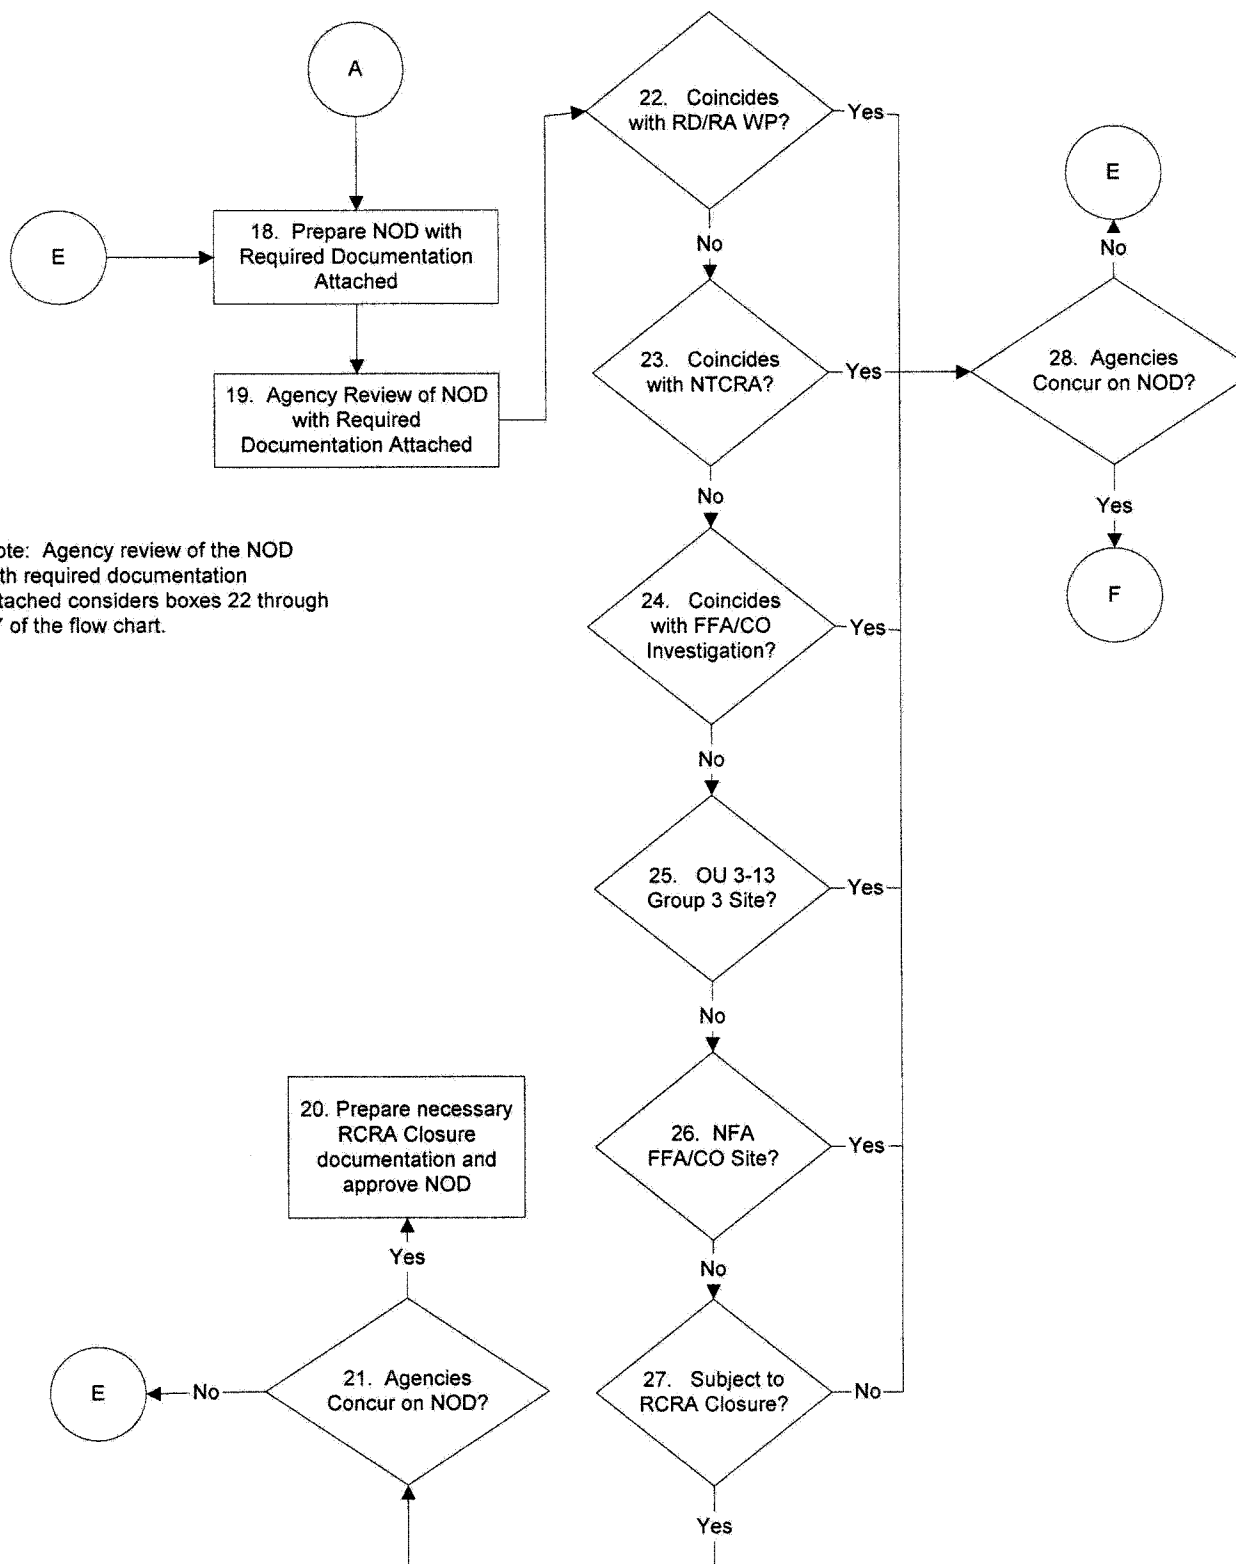 A
E
18. Prepare NOD with
Required Documentation
Attached
19. Agency Review of NOD
with Required
Documentation Attached
ote: Agency review of the NOD
th required documentation
tached considers boxes 22 through
7 of the flow chart.
22. Coincides
with RD/RA WP?
Yes
No
23. Coincides
with NTCRA?
Yes
No
24. Coincides
with FFA/CO
Investigation?
Yes
No
25. OU 3-13
Group 3 Site?
Yes
No
26. NFA
FFA/CO Site?
Yes
No
27. Subject to
RCRA Closure?
No
Yes
E
No
28. Agencies
Concur on NOD?
Yes
F
20. Prepare necessary
RCRA Closure
documentation and
approve NOD
Yes
21. Agencies
Concur on NOD?
No
E